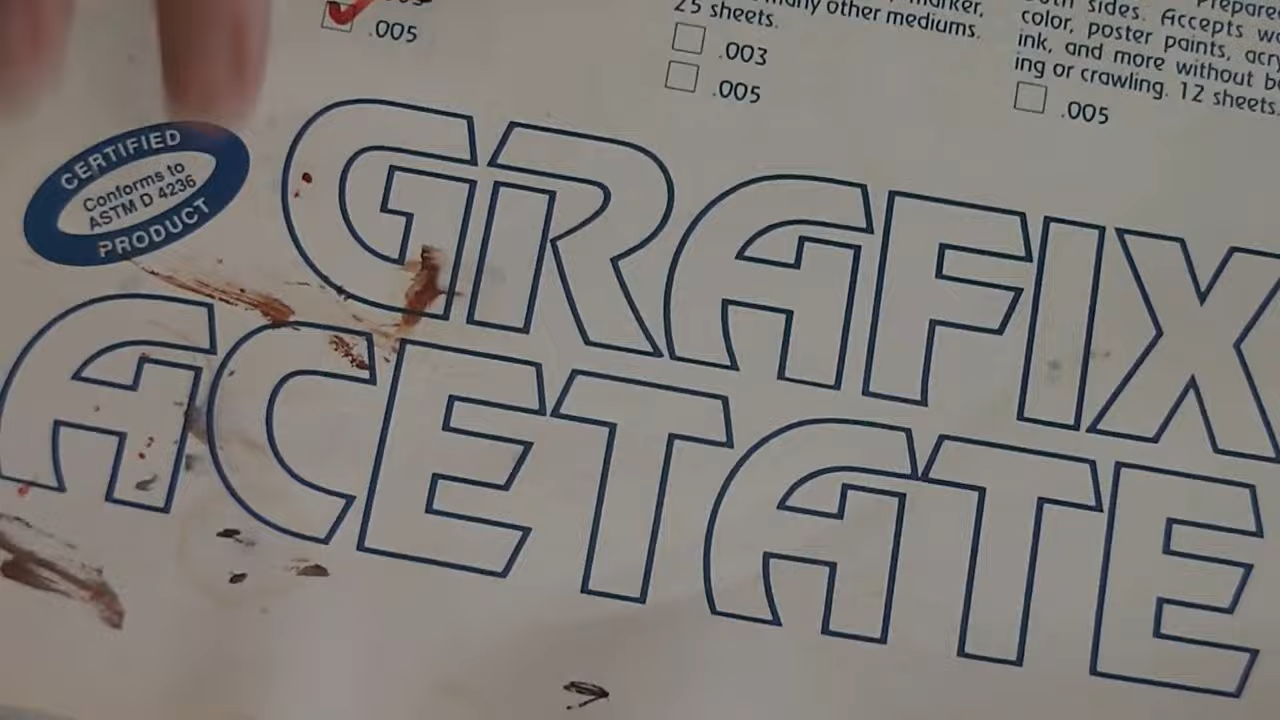 .005
25 sheets.
many other mediums.
.003
.005
sides. Accepts
color, poster paints,
ink, and more without
ing or crawling. 12 sheets.
.005
CERTIFIED
Conforms to
ASTM D 4236
PRODUCT
GRAFIX
ACETATE